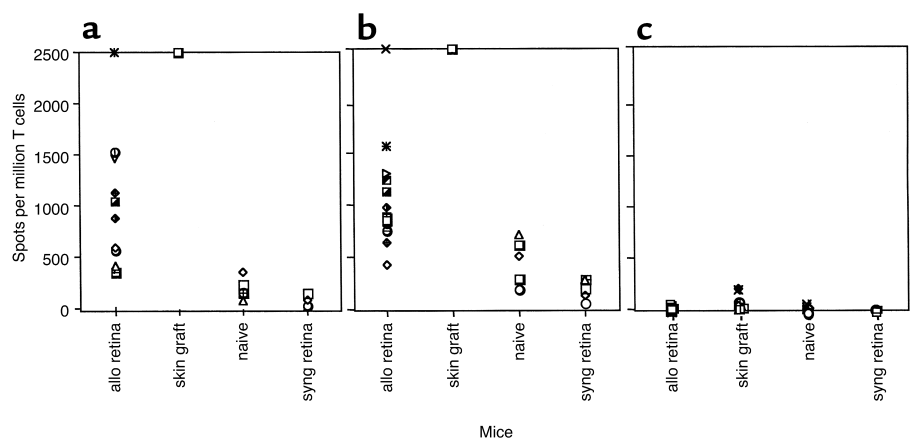 a b c
2500
2000
1500
1000
500
0
Spots per million T cells
allo retina skin graft naive syng retina
allo retina skin graft naive syng retina
allo retina skin graft naive syng retina
Mice